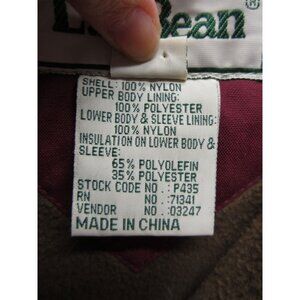 Bean ®
SHELL: 100% NYLON
UPPER BODY LINING:
100% POLYESTER
LOWER BODY & SLEEVE LINING:
100% NYLON
INSULATION ON LOWER BODY &
SLEEVE:
65% POLYOLEFIN
35% POLYESTER
STOCK CODE NO.: P435
RN NO.: 71341
VENDOR NO.: 03247
MADE IN CHINA